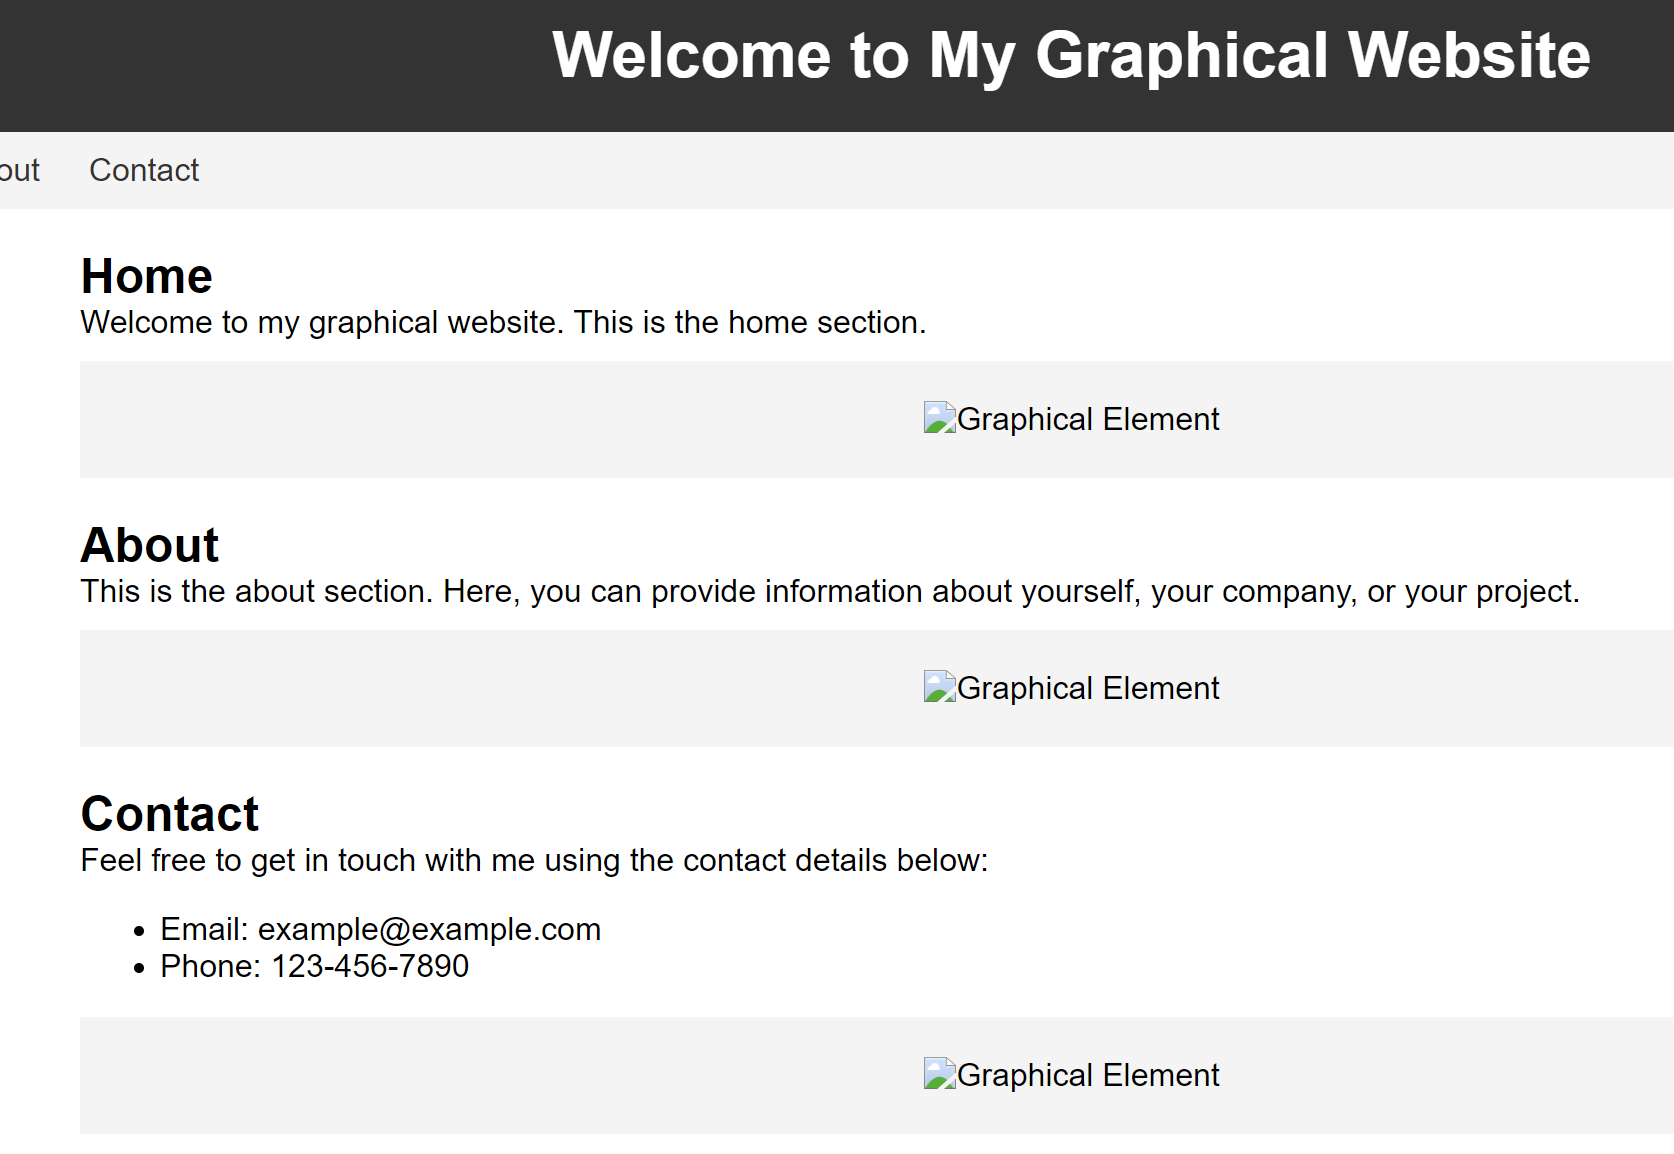 Welcome to My Graphical Website
out Contact
Home
Welcome to my graphical website. This is the home section.
Graphical Element
About
This is the about section. Here, you can provide information about yourself, your company, or your project.
Graphical Element
Contact
Feel free to get in touch with me using the contact details below:
• Email: example@example.com
• Phone: 123-456-7890
Graphical Element